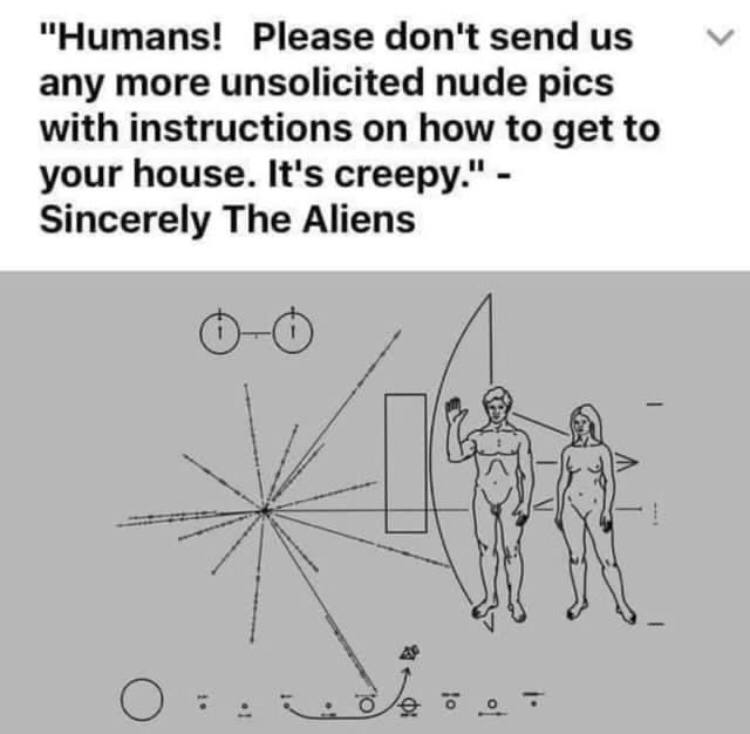 "Humans!   Please don't send us
any more unsolicited nude pics
with instructions on how to get to
your house. It's creepy." -
Sincerely The Aliens